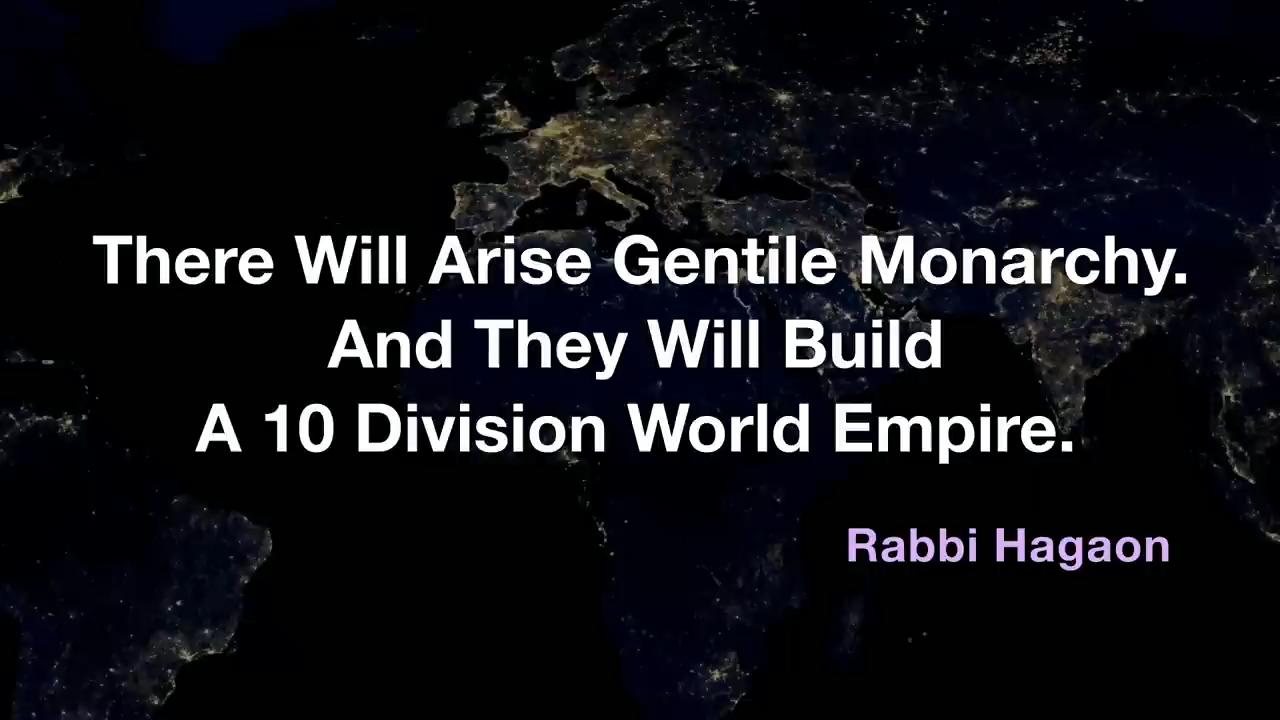 There Will Arise Gentile Monarchy.
And They Will Build
A 10 Division World Empire.
Rabbi Hagaon